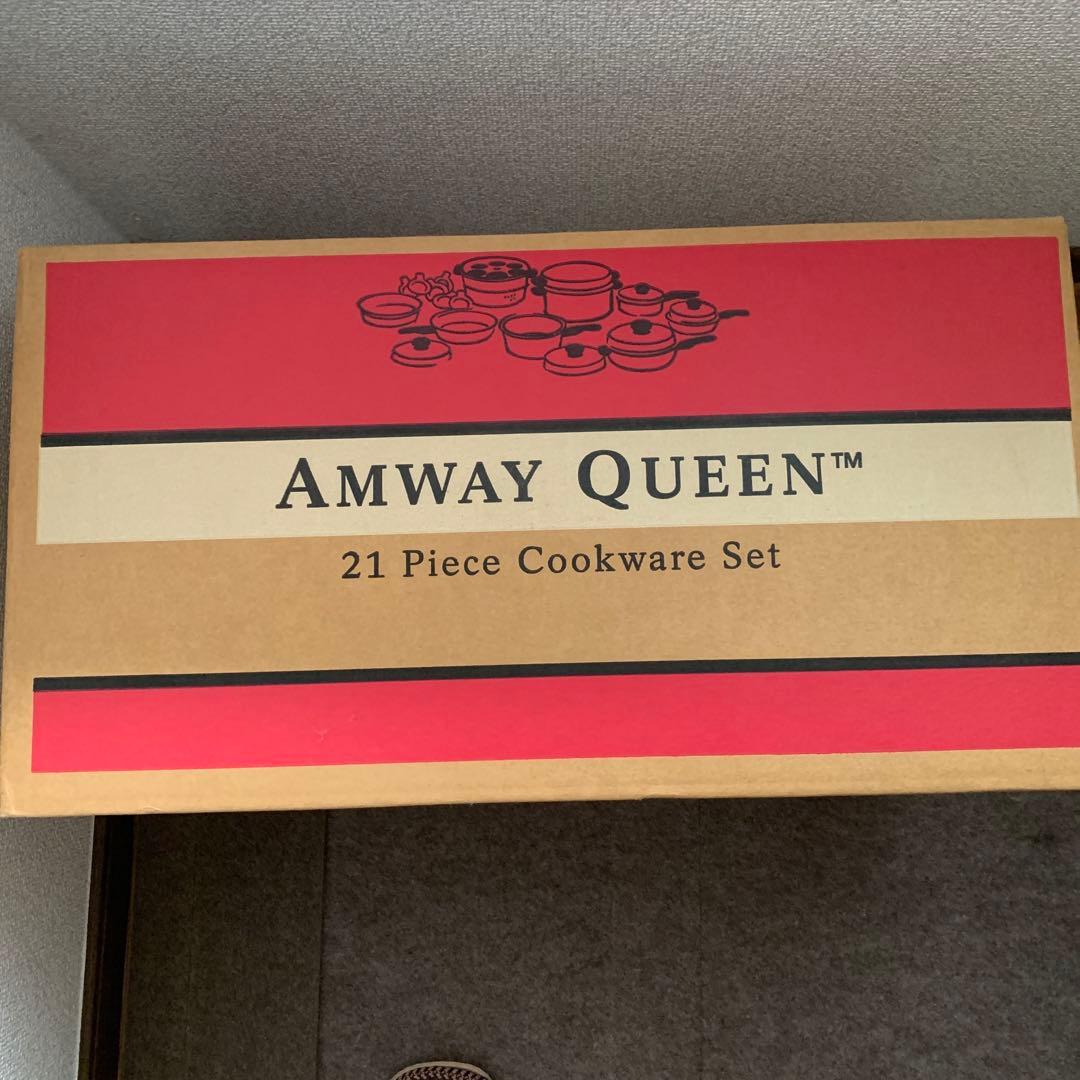 AMWAY QUEEN™
21 Piece Cookware Set